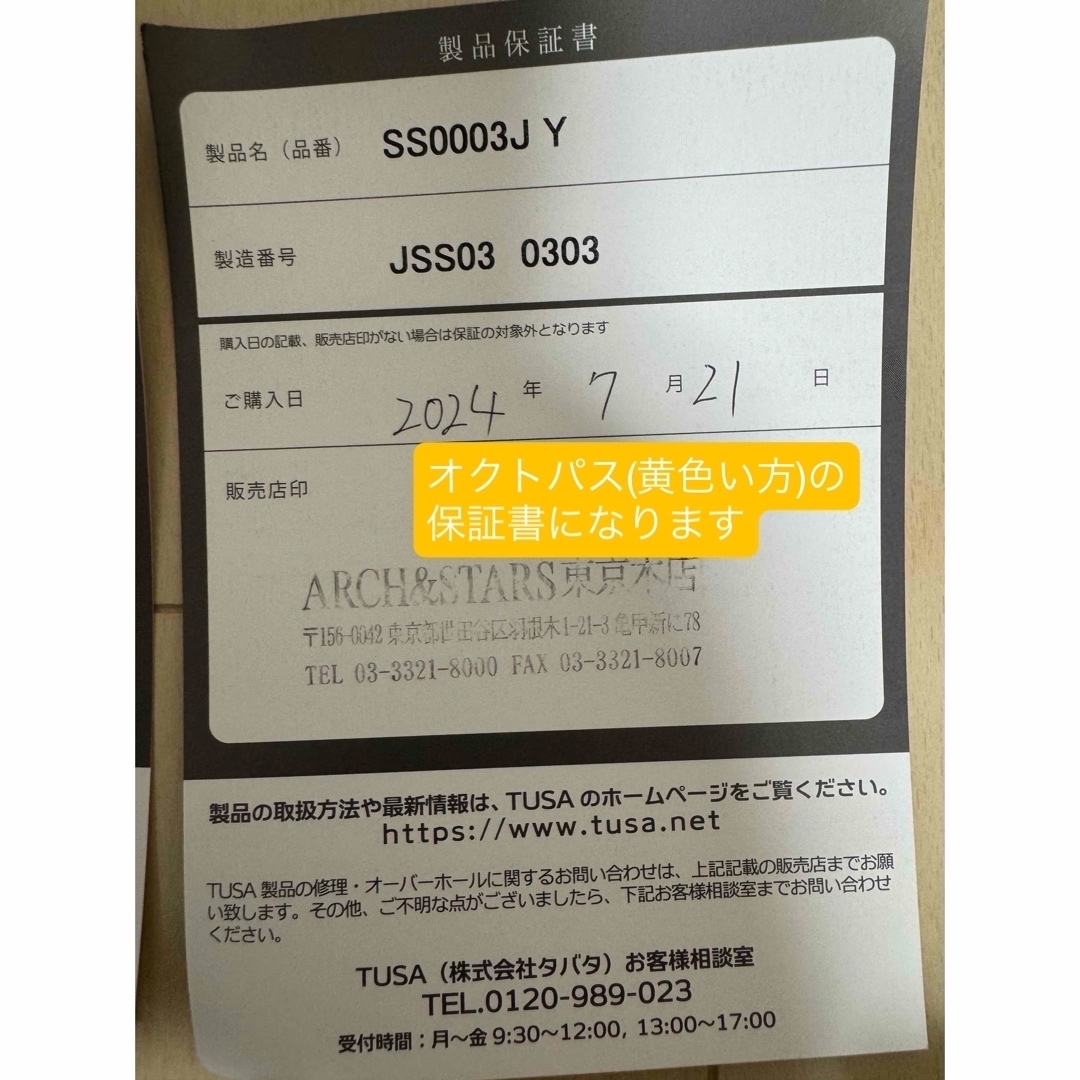 製品保証書
製品名（品番） SS0003J Y
製造番号 JSS03 0303
購入日の記載、販売店印がない場合は保証の対象外となります
ご購入日 2024 年 7 月 21 日
販売店印
オクトパス(黄色い方)の
保証書になります
ARCH&STARS東京本店
〒156-0042 東京都世田谷区羽根木1-21-3 亀甲新に78
TEL 03-3321-8000 FAX 03-3321-8007
製品の取扱方法や最新情報は、TUSA のホームページをご覧ください。
https://www.tusa.net
TUSA 製品の修理・オーバーホールに関するお問い合わせは、上記記載の販売店までお願
い致します。その他、ご不明な点がございましたら、下記お客様相談室までお問い合わせ
ください。
TUSA（株式会社タバタ）お客様相談室
TEL.0120-989-023
受付時間：月～金 9:30～12:00, 13:00～17:00